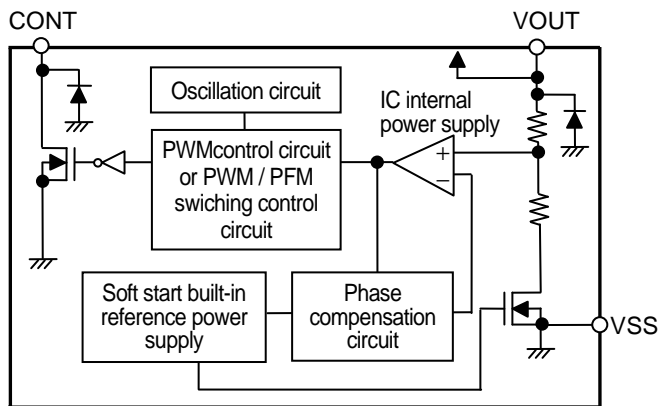 CONT
VOUT
Oscillation circuit
IC internal
power supply
PWMcontrol circuit
or PWM / PFM
swiching control
circuit
+
−
Soft start built-in
reference power
supply
Phase
compensation
circuit
VSS